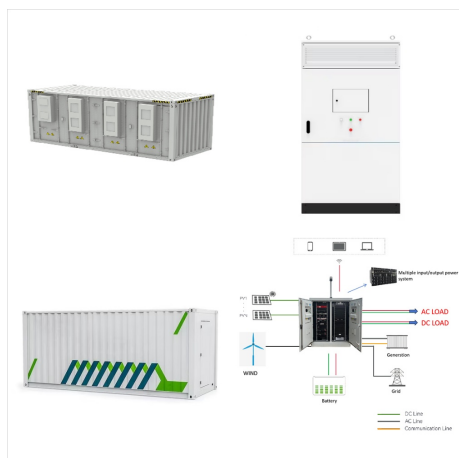 Multiple input/output power
system
PV1
AC LOAD
DC LOAD
Generation
WIND
Grid
Battery
DC Line
AC Line
Communication Line